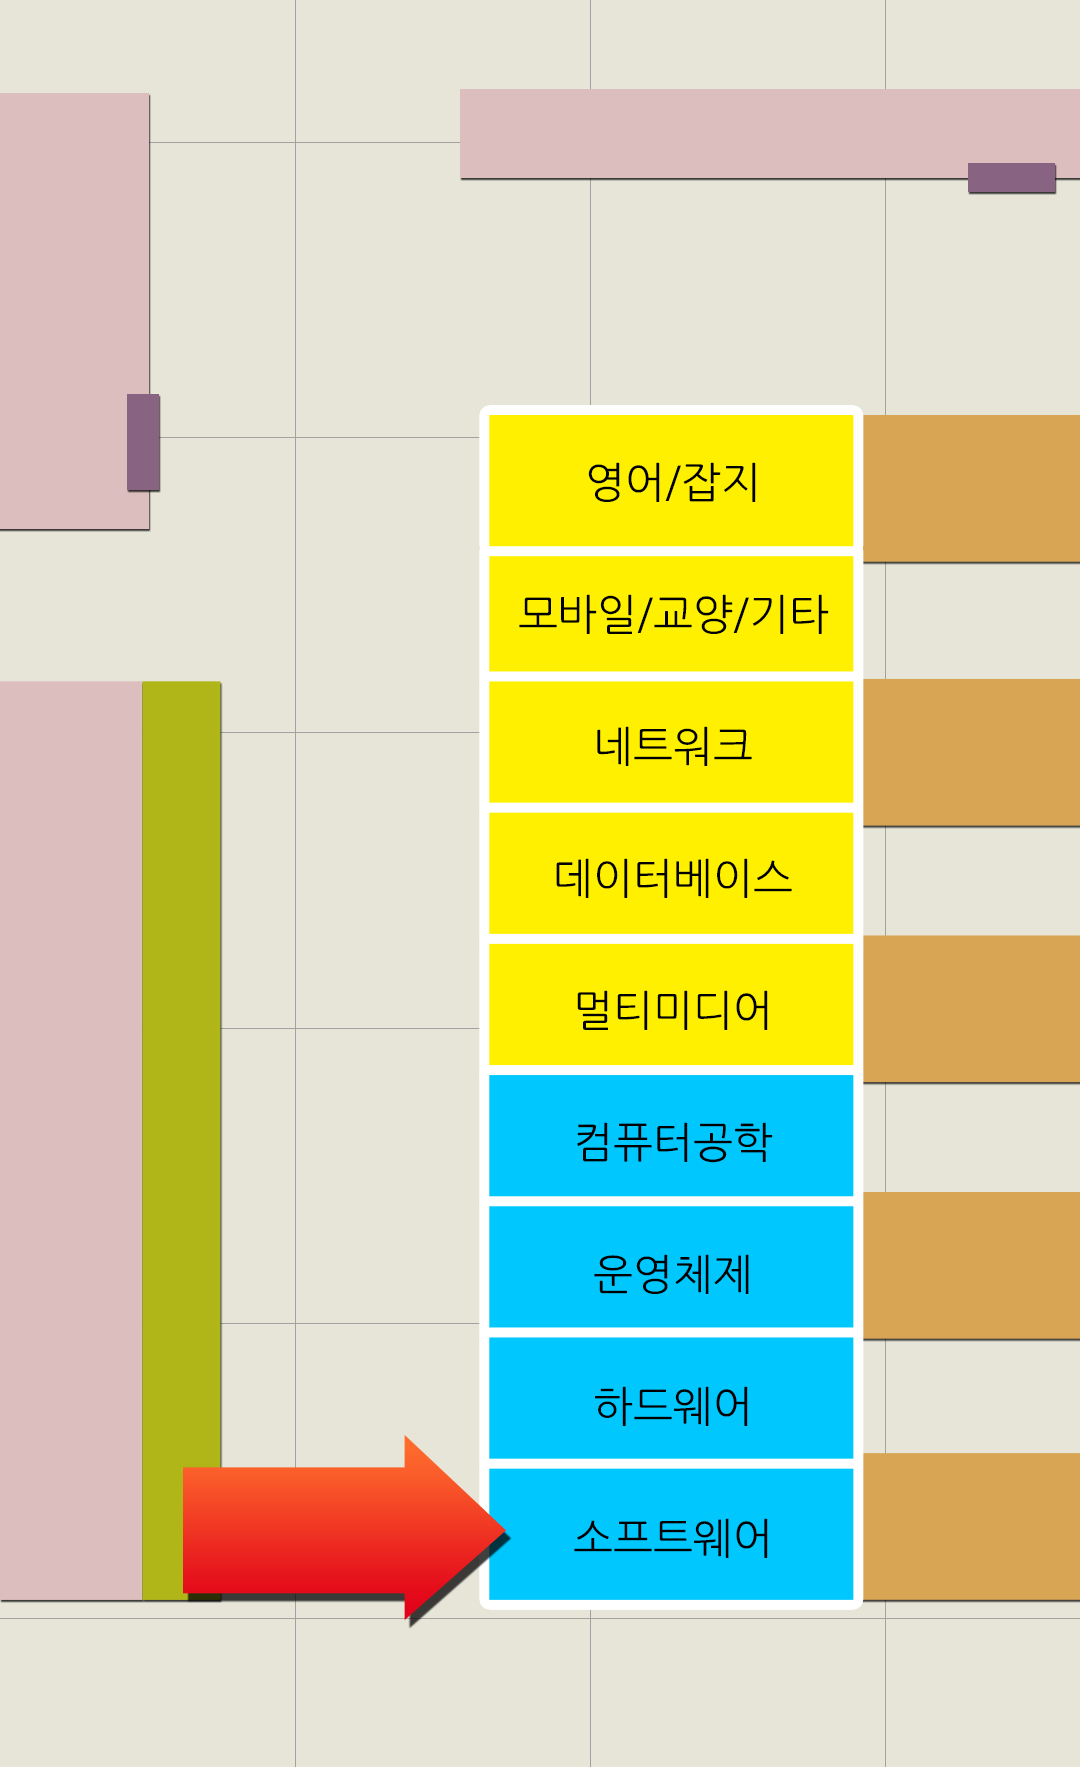 영어/잡지
모바일/교양/기타
네트워크
데이터베이스
멀티미디어
컴퓨터공학
운영체제
하드웨어
소프트웨어